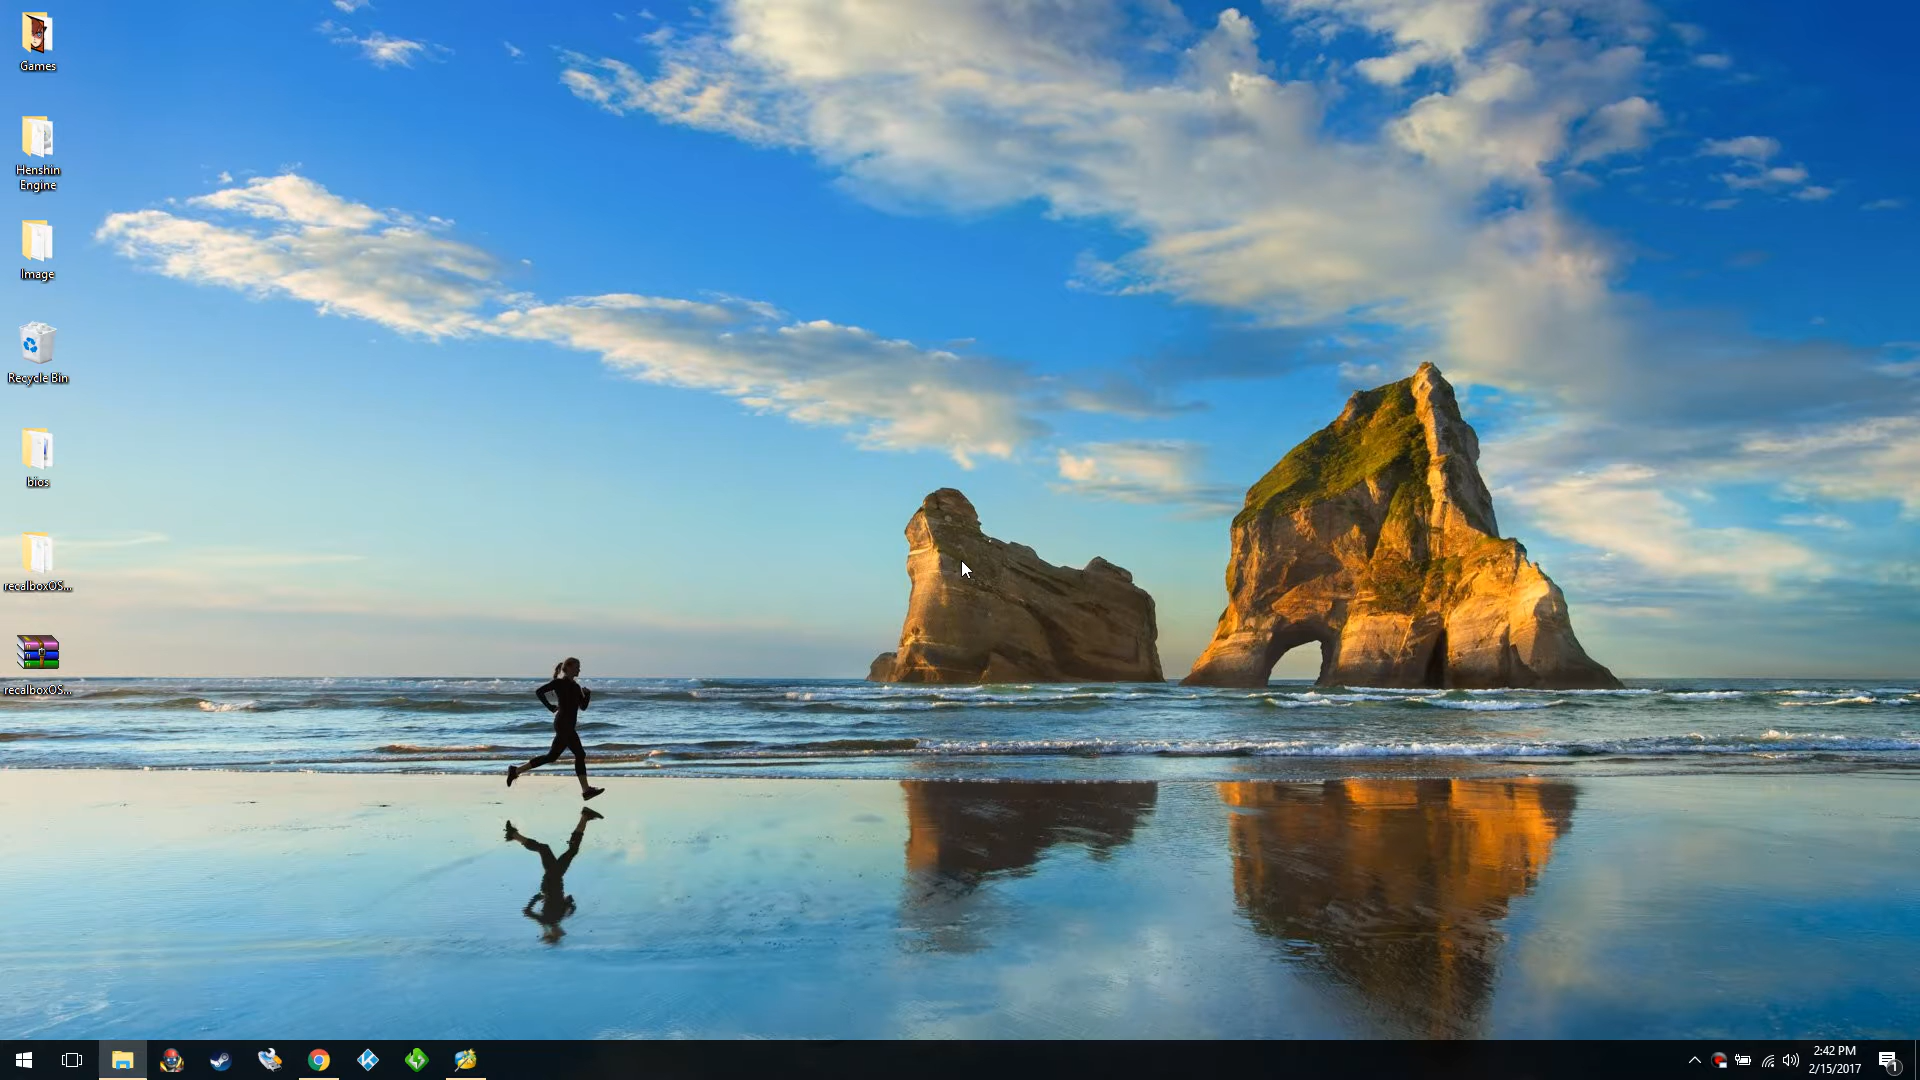 Games
Henshin
Engine
Image
Recycle Bin
bios
recalboxOS...
recalboxOS...
2:42 PM
2/15/2017
1